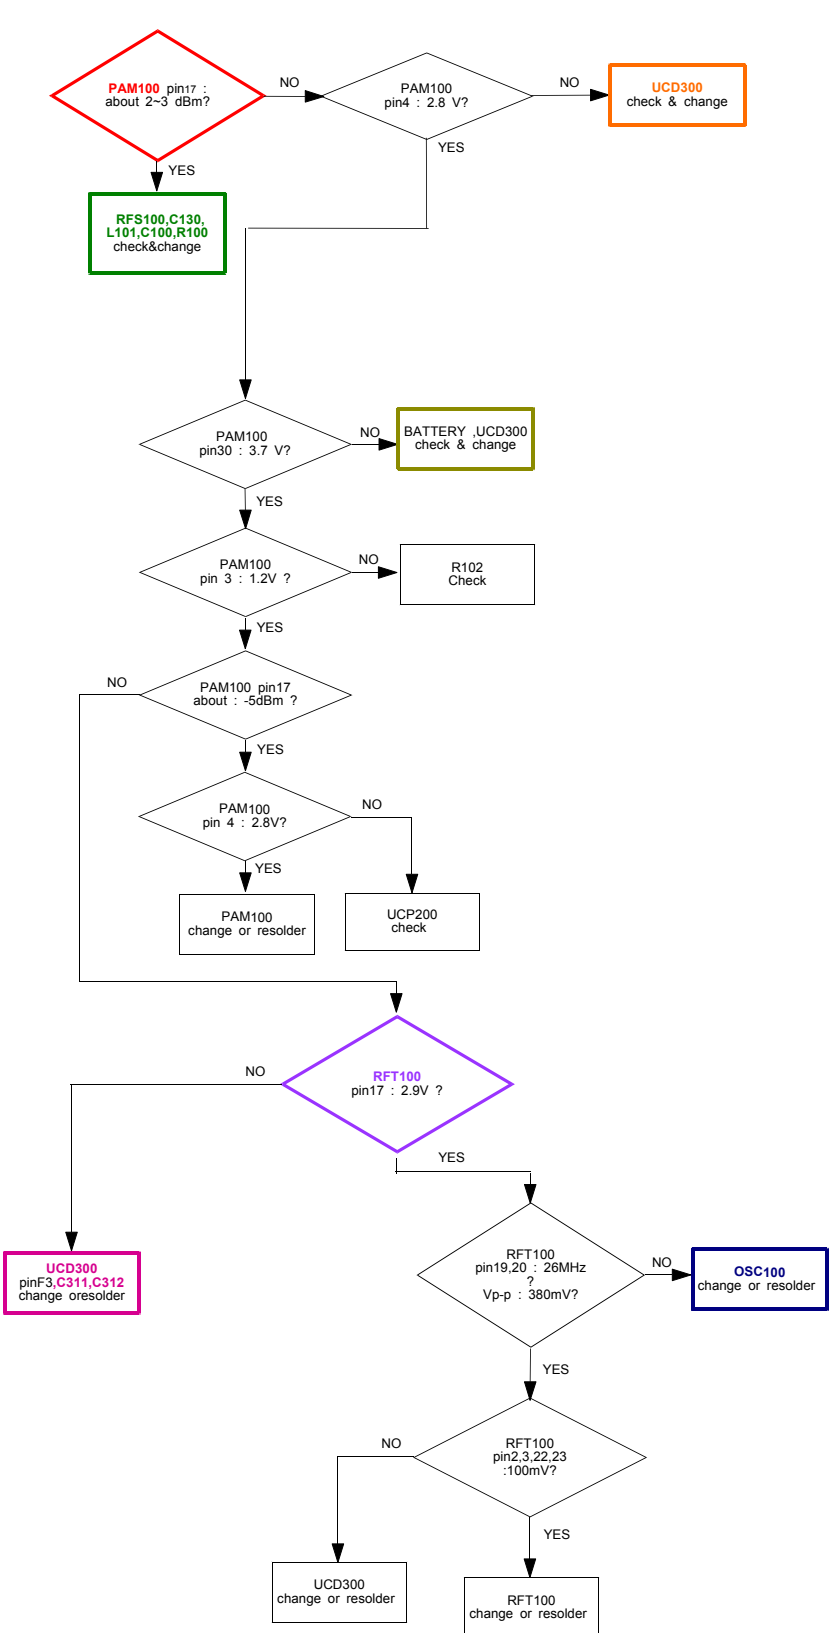 PAM100 pin17 :
about 2~3 dBm?
NO
PAM100
pin4 : 2.8 V?
NO
UCD300
check & change
YES
YES
RFS100,C130,
L101,C100,R100
check&change
PAM100
pin30 : 3.7 V?
NO
BATTERY ,UCD300
check & change
YES
PAM100
pin 3 : 1.2V ?
NO
R102
Check
YES
NO
PAM100 pin17
about : -5dBm ?
YES
PAM100
pin 4 : 2.8V?
NO
YES
PAM100
change or resolder
UCP200
check
RFT100
pin17 : 2.9V ?
NO
YES
UCD300
pinF3,C311,C312
change oresolder
RFT100
pin19,20 : 26MHz
?
Vp-p : 380mV?
NO
OSC100
change or resolder
YES
NO
RFT100
pin2,3,22,23
:100mV?
YES
UCD300
change or resolder
RFT100
change or resolder